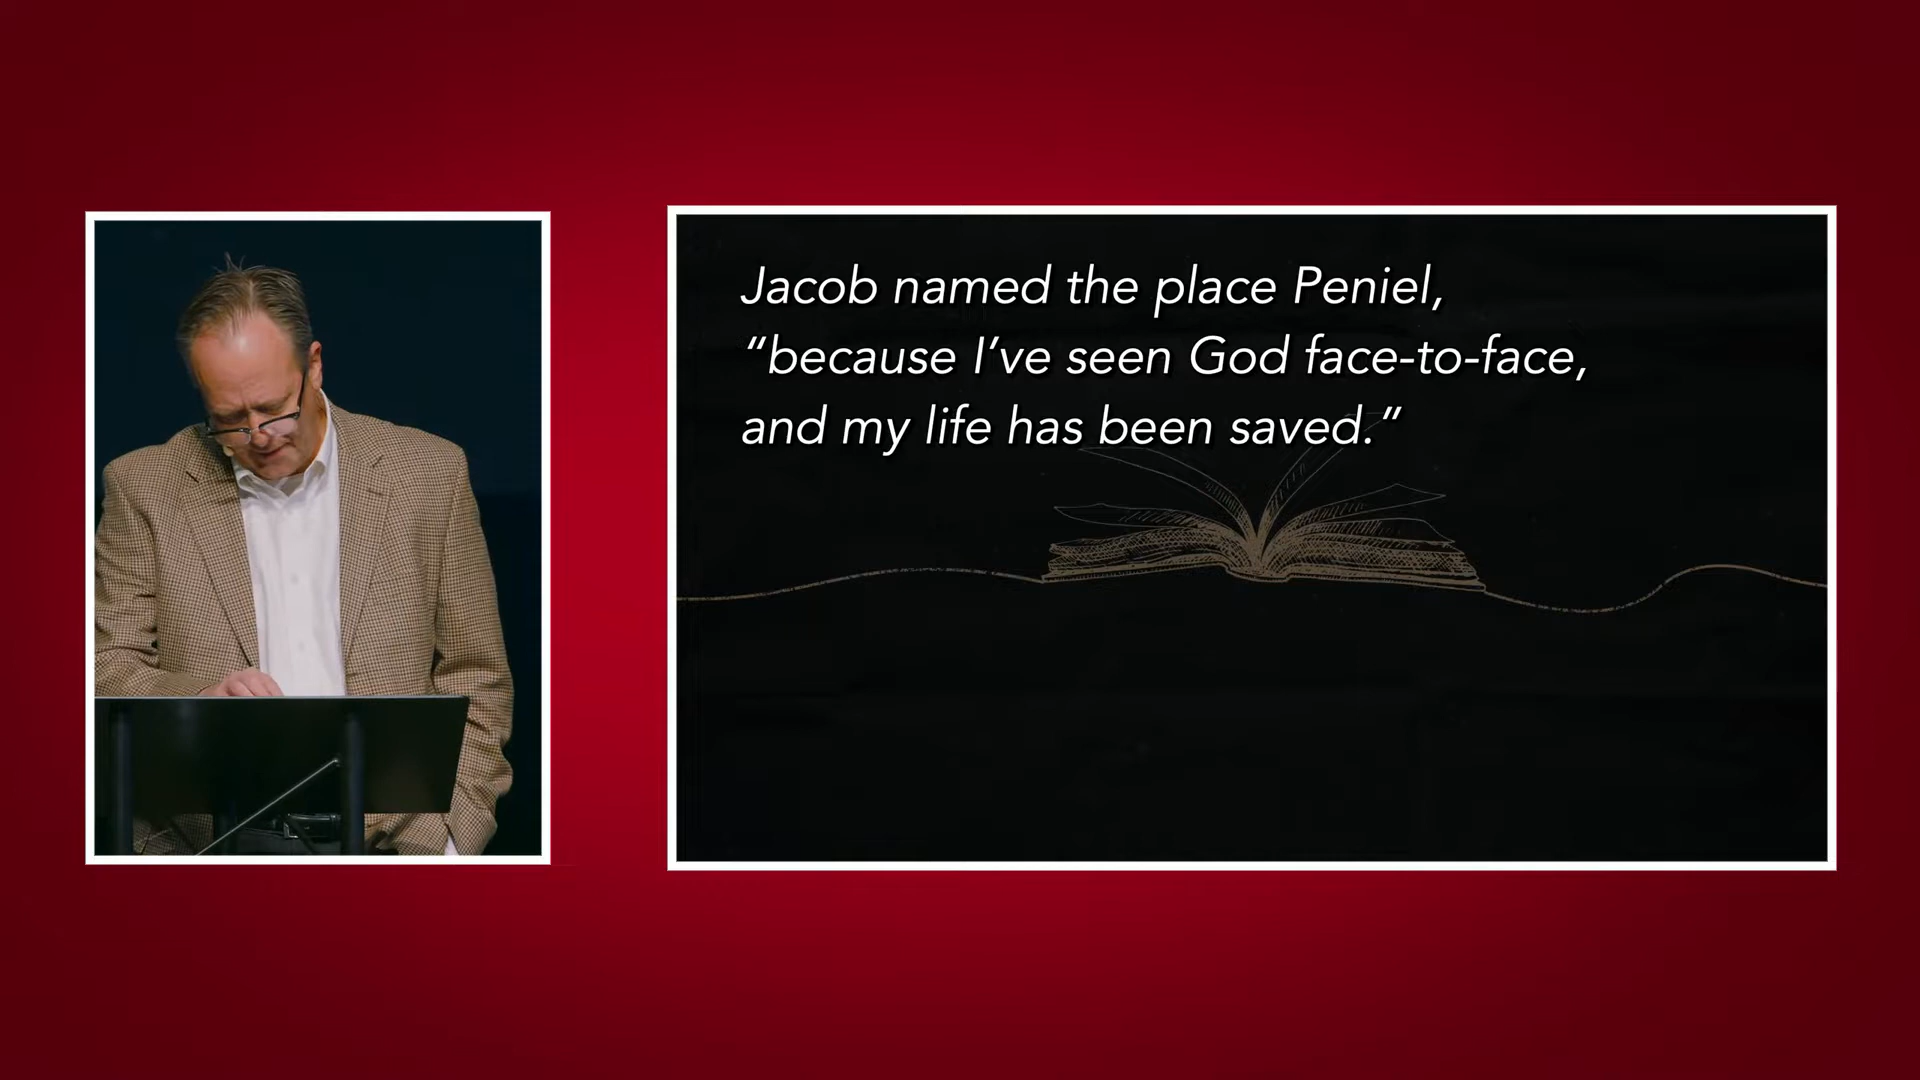 Jacob named the place Peniel,
“because I’ve seen God face-to-face,
and my life has been saved.”